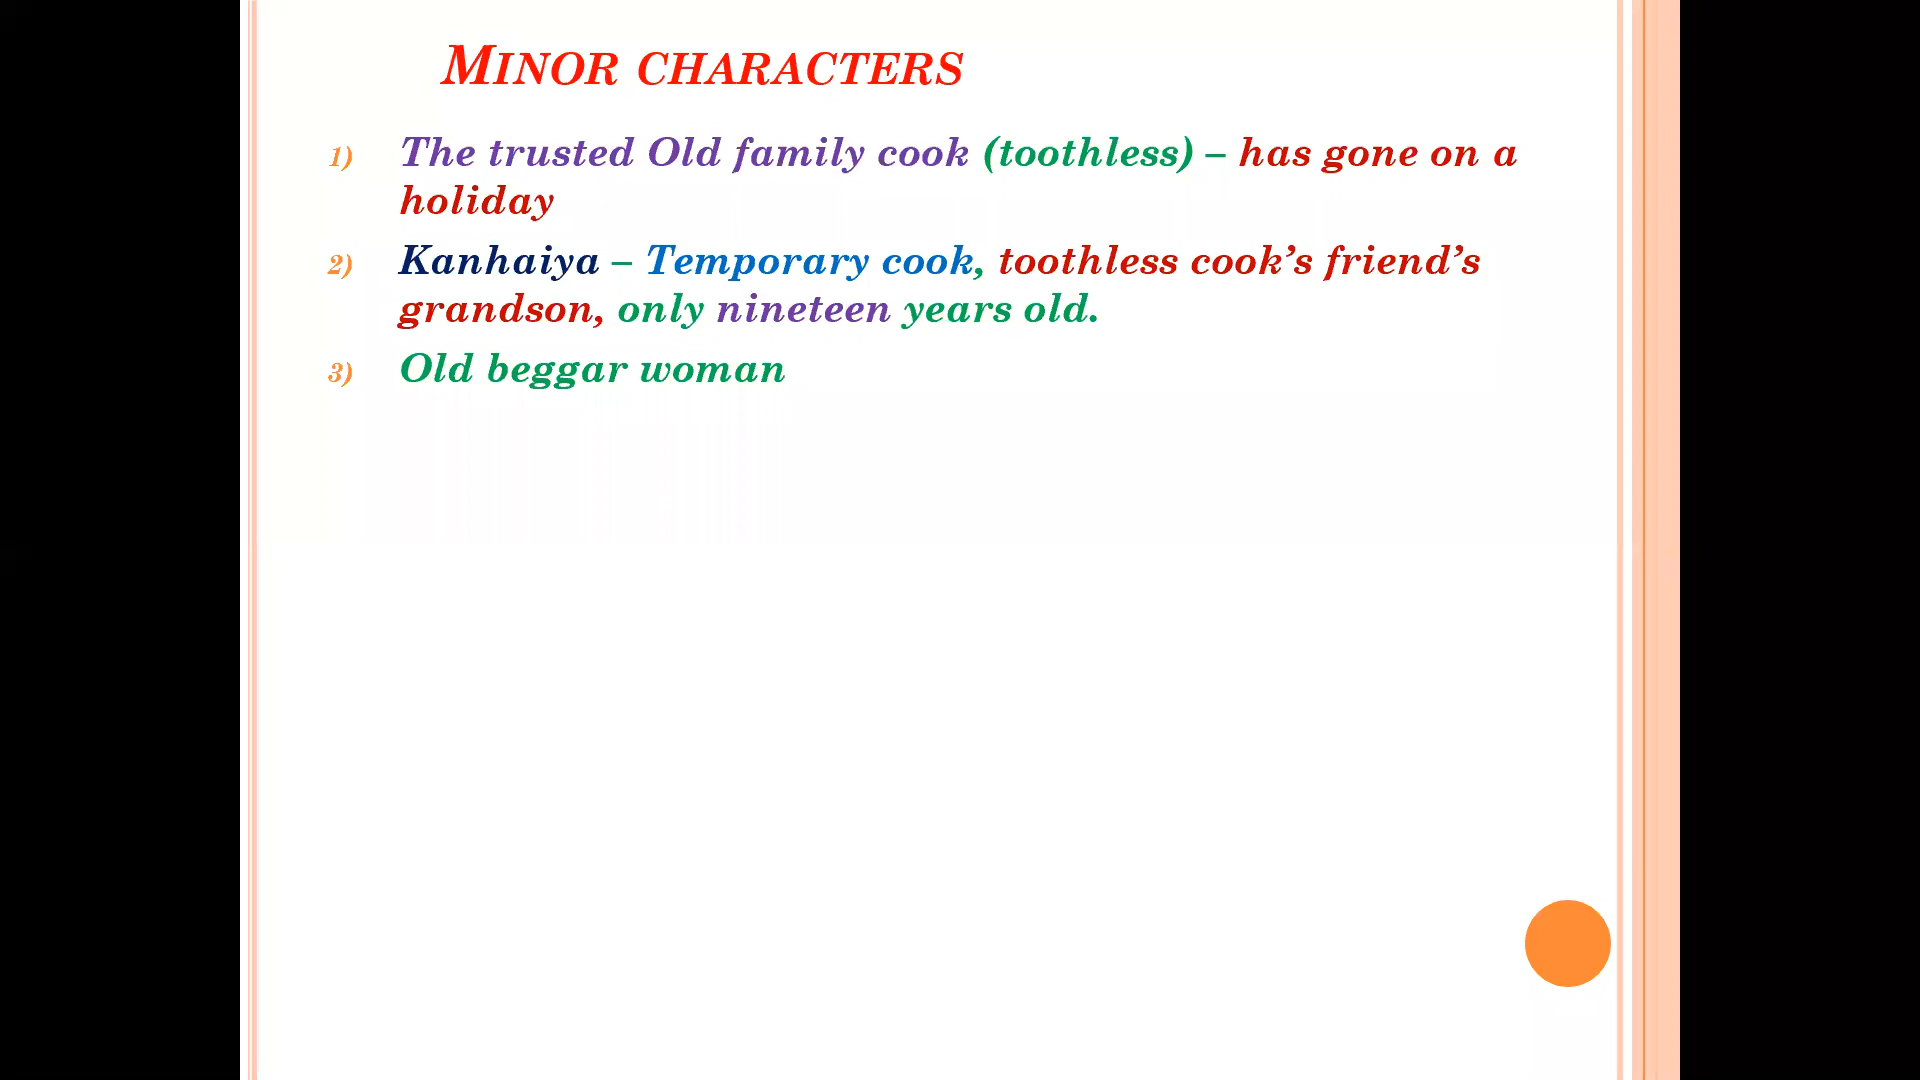 MINOR CHARACTERS
1) The trusted Old family cook (toothless) – has gone on a
holiday
2) Kanhaiya – Temporary cook, toothless cook’s friend’s
grandson, only nineteen years old.
3) Old beggar woman